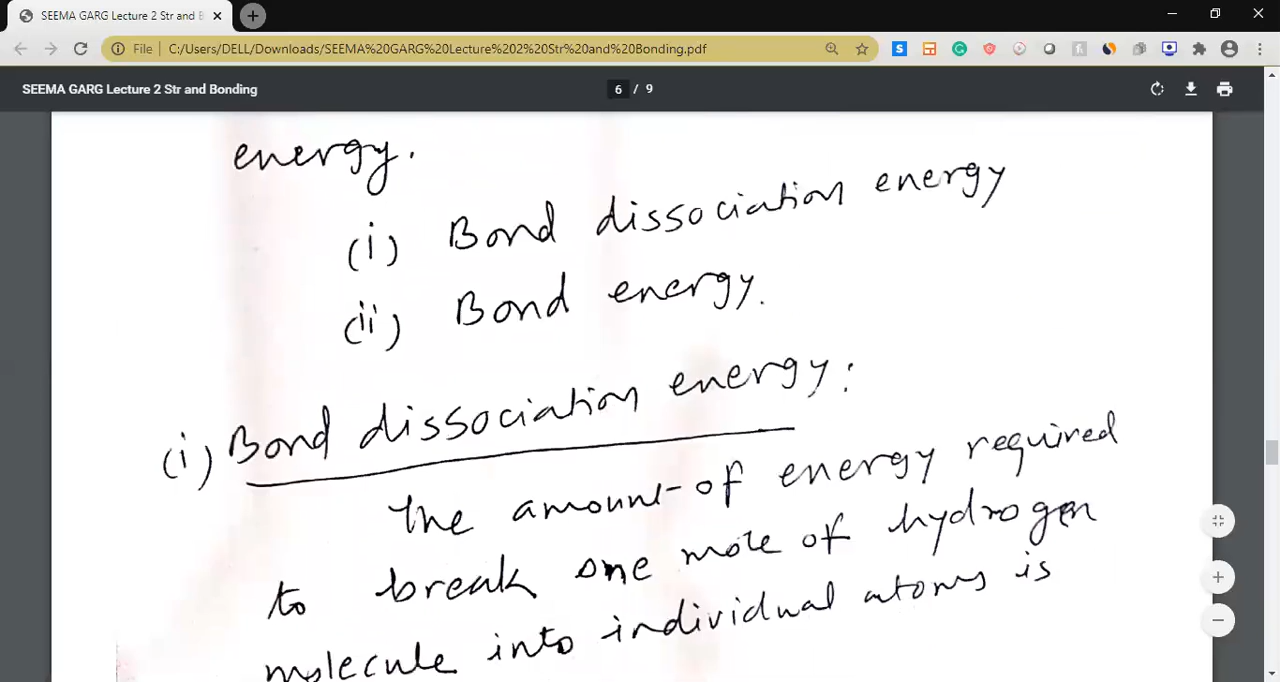 SEEMA GARG Lecture 2 Str and B
File C:/Users/DELL/Downloads/SEEMA%20GARG%20Lecture%202%20Str%20and%20Bonding.pdf
SEEMA GARG Lecture 2 Str and Bonding
6 / 9
energy.
(i) Bond dissociation energy
(ii) Bond energy.
(i) Bond dissociation energy:
The amount of energy required
to break one mole of hydrogen
molecule into individual atoms is